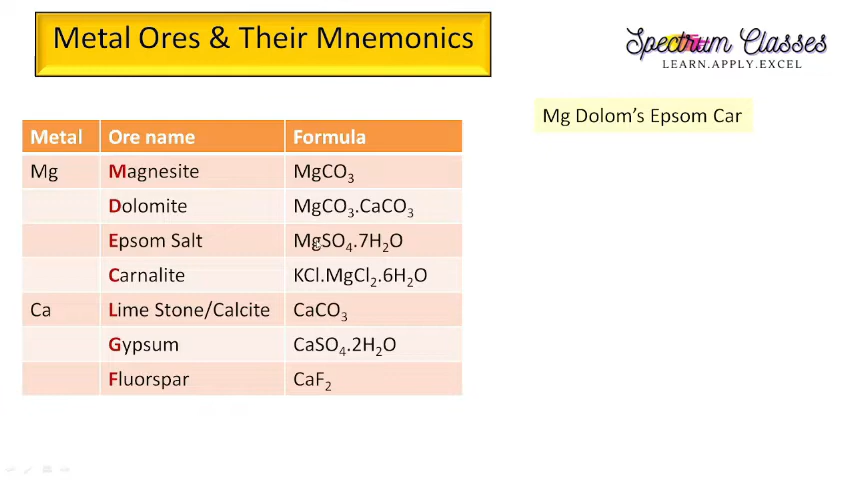 Metal Ores & Their Mnemonics
Spectrum Classes
LEARN.APPLY.EXCEL
Mg Dolom’s Epsom Car
Metal Ore name Formula
Mg Magnesite MgCO₃
Dolomite MgCO₃.CaCO₃
Epsom Salt MgSO₄.7H₂O
Carnalite KCl.MgCl₂.6H₂O
Ca Lime Stone/Calcite CaCO₃
Gypsum CaSO₄.2H₂O
Fluorspar CaF₂